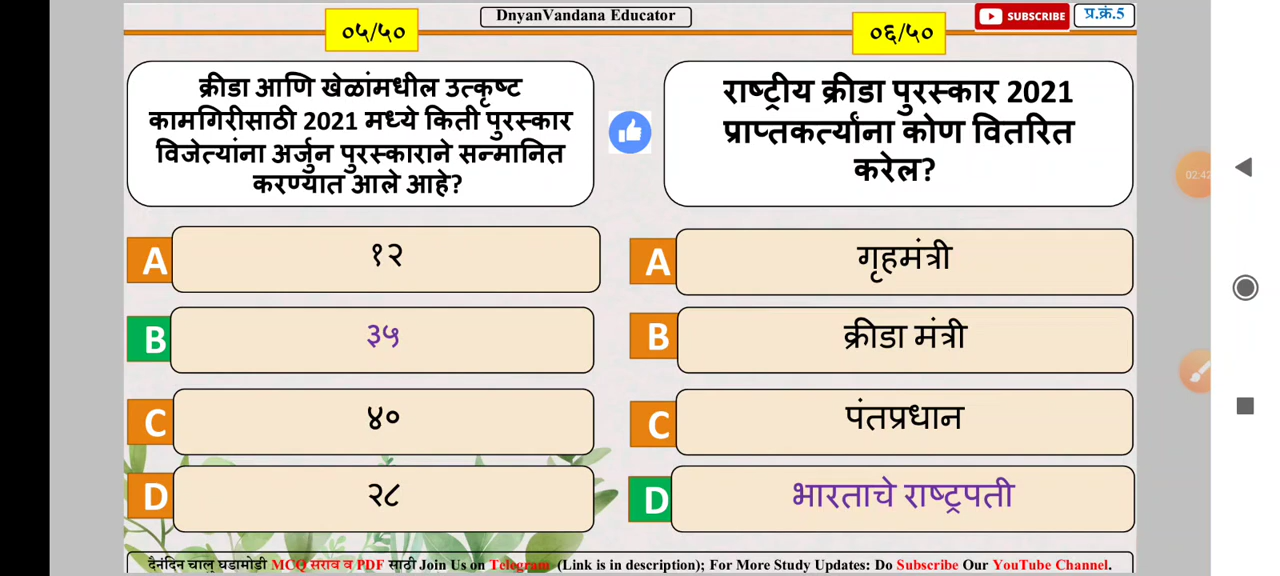 DnyanVandana Educator
SUBSCRIBE
प्र.क्रं.5
०५/५०
०६/५०
क्रीडा आणि खेळांमधील उत्कृष्ट
कामगिरीसाठी 2021 मध्ये किती पुरस्कार
विजेत्यांना अर्जुन पुरस्काराने सन्मानित
करण्यात आले आहे?
A १२
B ३५
C ४०
D २८
राष्ट्रीय क्रीडा पुरस्कार 2021
प्राप्तकर्त्यांना कोण वितरित
करेल?
A गृहमंत्री
B क्रीडा मंत्री
C पंतप्रधान
D भारताचे राष्ट्रपती
02:42
दैनंदिन चालू घडामोडी MCQ सराव व PDF साठी Join Us on Telegram (Link is in description); For More Study Updates: Do Subscribe Our YouTube Channel.